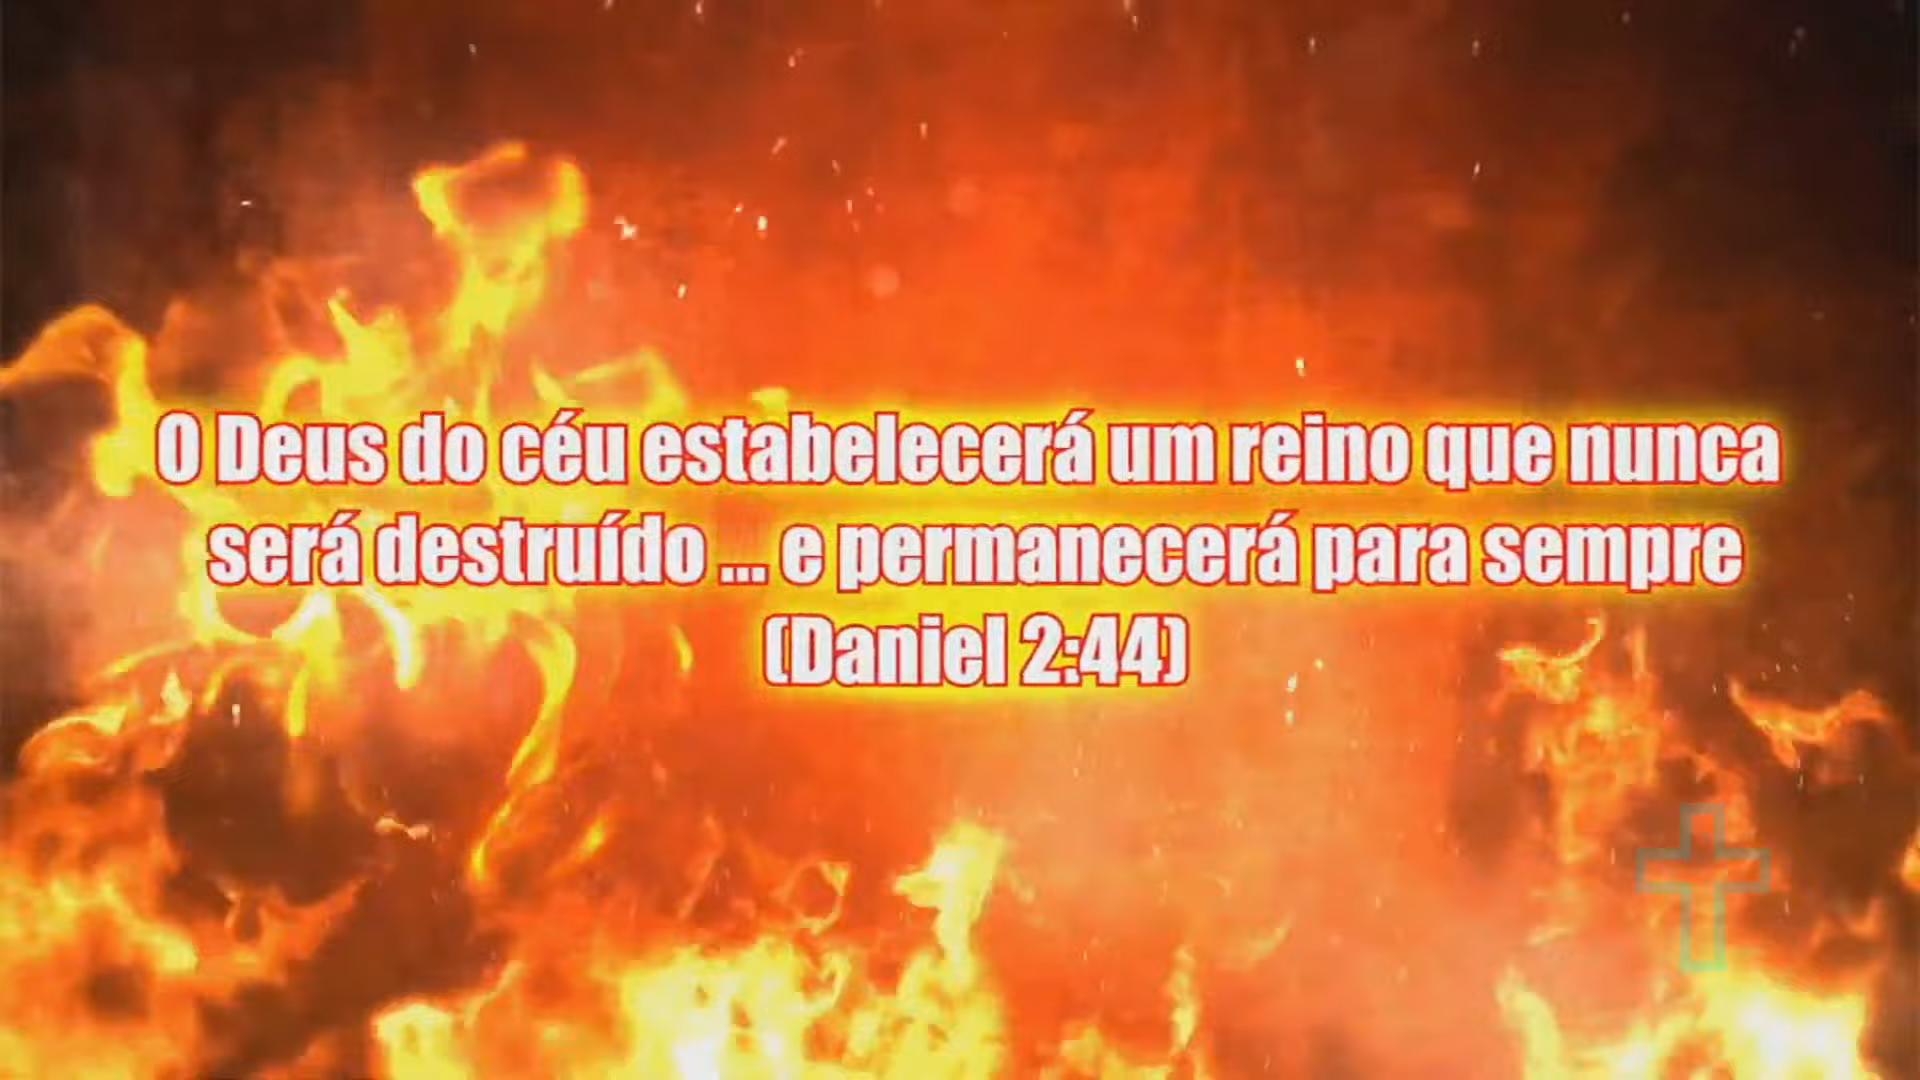 O Deus do céu estabelecerá um reino que nunca
será destruído ... e permanecerá para sempre
(Daniel 2:44)